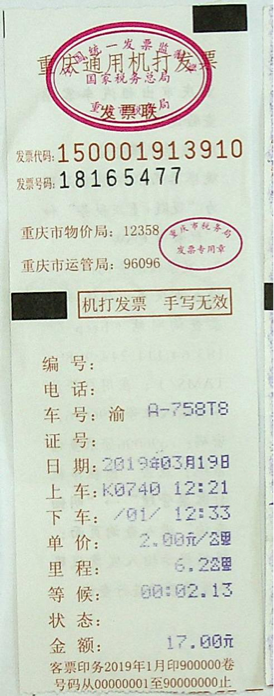 重庆通用机打发票
全国统一发票监制章
国家税务总局
重庆市税务局
发票联
发票代码: 150001913910
发票号码: 18165477
重庆市物价局: 12358
重庆市运管局: 96096
重庆市税务局
发票专用章
机打发票 手写无效
编 号:
电 话:
车 号: 渝 A-758T8
证 号:
日 期: 2019年03月19日
上 车: K0740 12:21
下 车: /01/ 12:33
单 价: 2.00元/公里
里 程: 6.2公里
等 候: 00:02.13
状 态:
金 额: 17.00元
客票印务2019年1月印900000卷
号码从00000001至90000000止